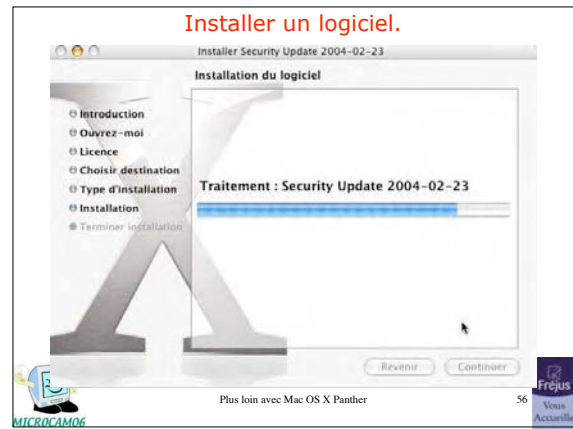 Installer un logiciel.
Installer Security Update 2004-02-23
Installation du logiciel
Introduction
Ouvrez-moi
Licence
Choisir destination
Type d'installation
Installation
Terminer installation
Traitement : Security Update 2004-02-23
Revenir
Continuer
MICROCAM06
Plus loin avec Mac OS X Panther
56
Fréjus
Vous
Accueille